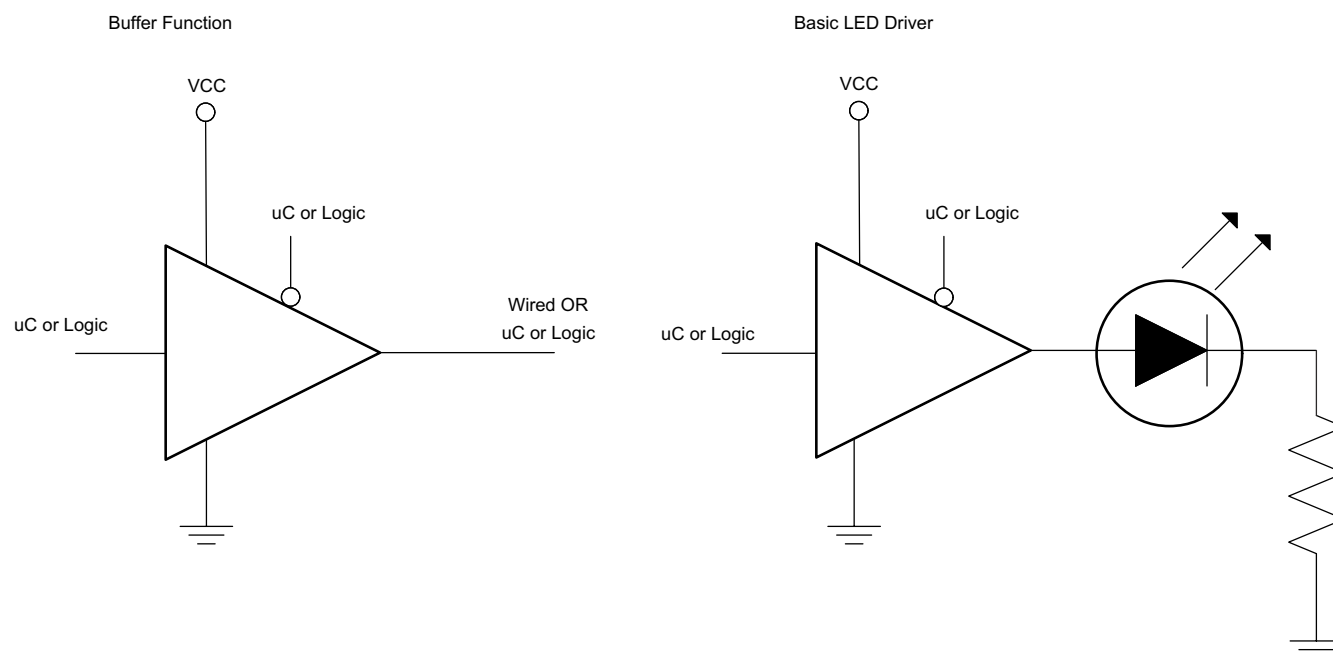 Buffer Function
VCC
uC or Logic
uC or Logic
Wired OR
uC or Logic
Basic LED Driver
VCC
uC or Logic
uC or Logic